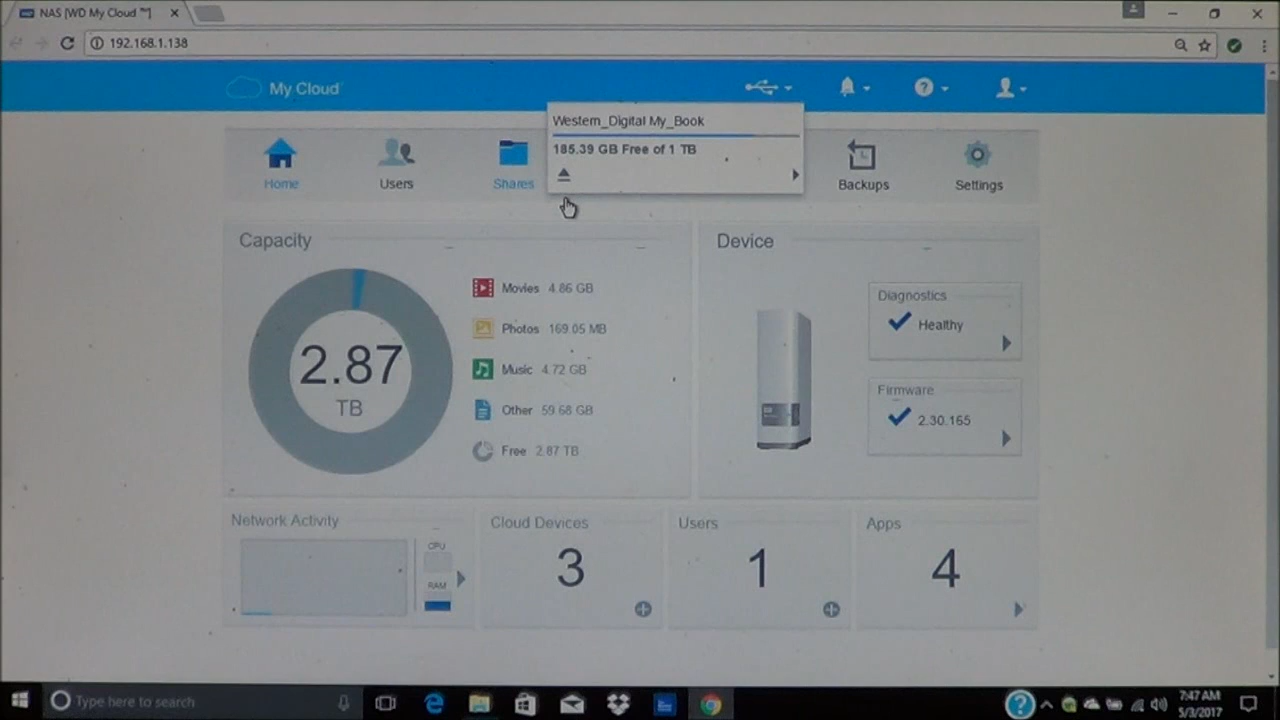 NAS [WD My Cloud ™]
192.168.1.138
My Cloud
Western_Digital My_Book
185.39 GB Free of 1 TB
Home
Users
Shares
Backups
Settings
Capacity
2.87
TB
Movies 4.86 GB
Photos 169.05 MB
Music 4.72 GB
Other 59.68 GB
Free 2.87 TB
Device
Diagnostics
Healthy
Firmware
2.30.165
Network Activity
CPU
RAM
Cloud Devices
3
Users
1
Apps
4
Type here to search
7:47 AM
5/3/2017